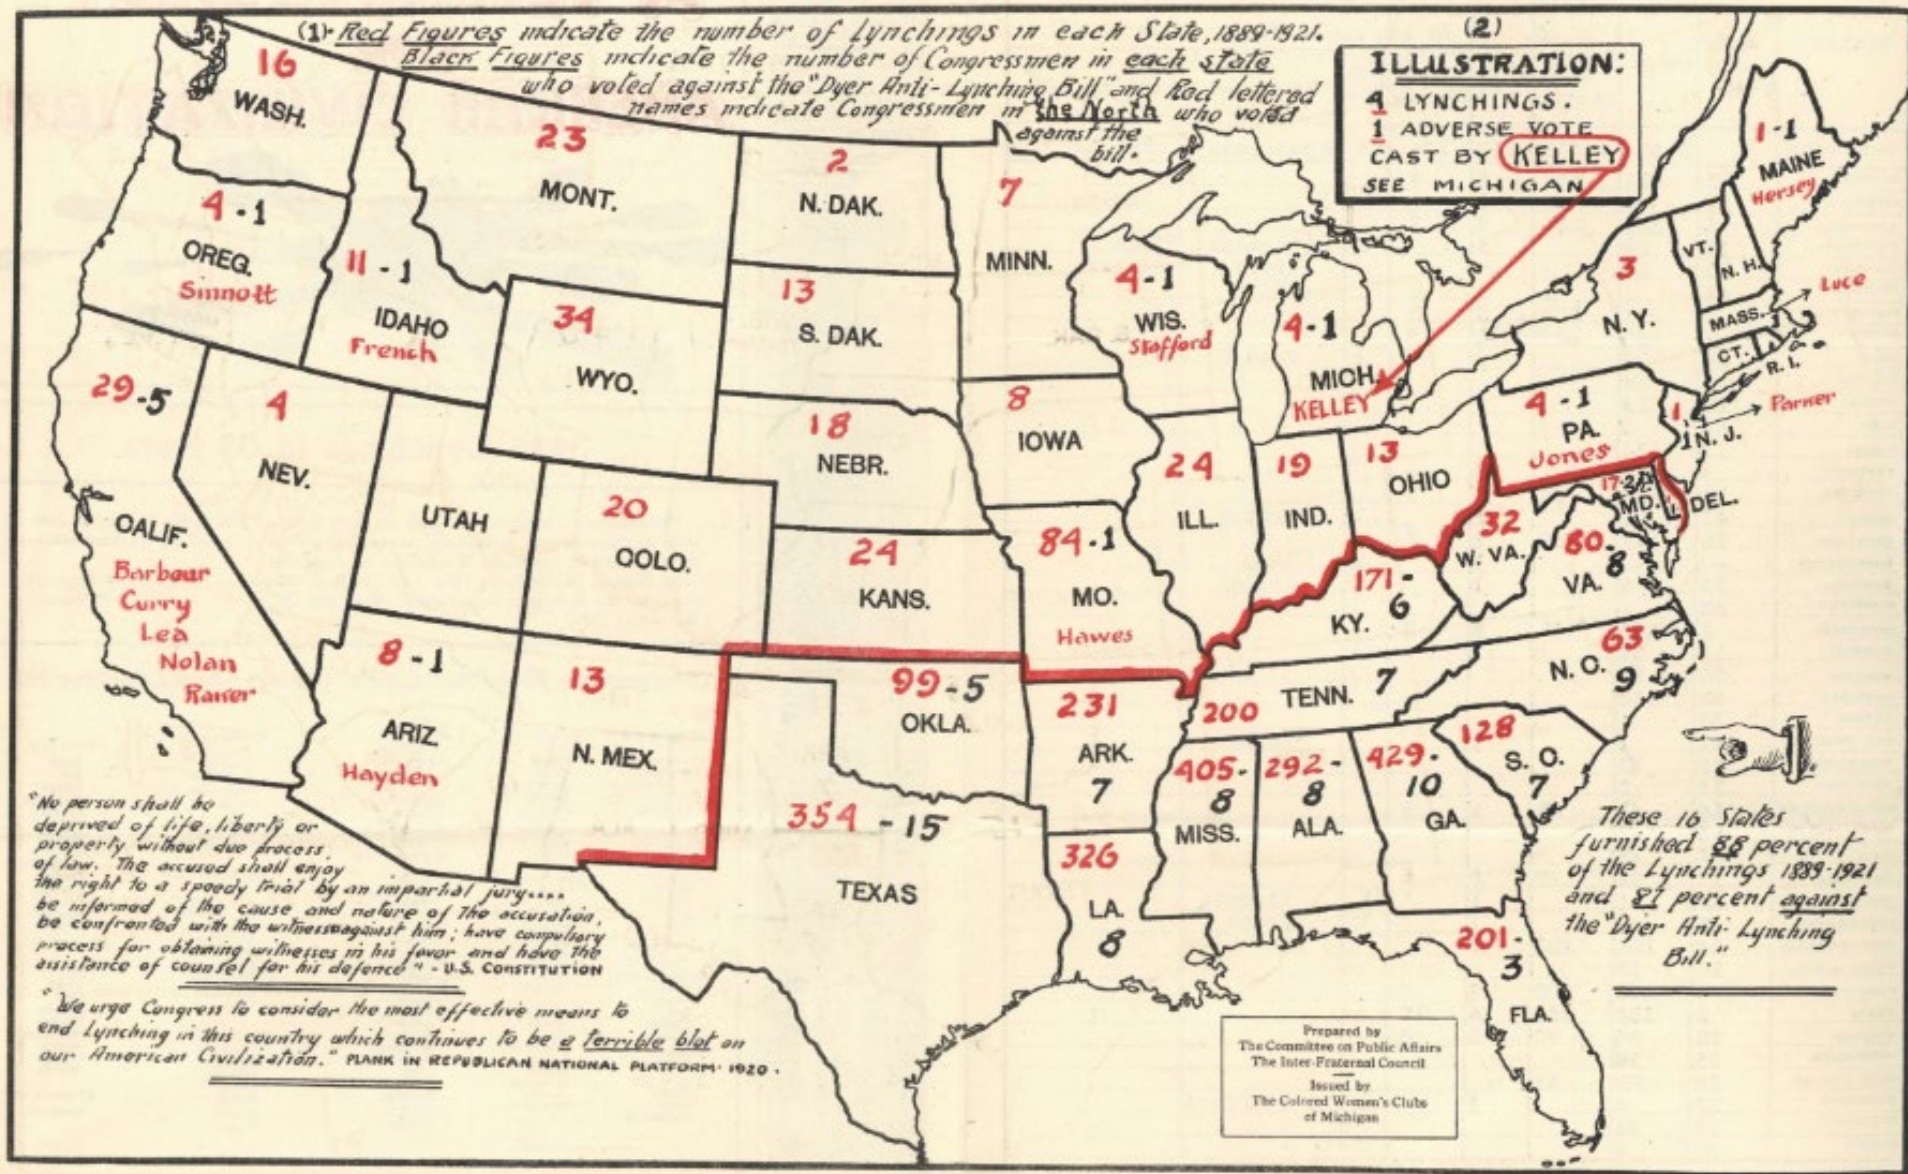 (1)- Red Figures indicate the number of Lynchings in each State, 1889-1921.
Black Figures indicate the number of Congressmen in each state
who voted against the "Dyer Anti-Lynching Bill" and Red lettered
names indicate Congressmen in the North who voted
against the
bill.
(2)
ILLUSTRATION:
4 LYNCHINGS.
1 ADVERSE VOTE
CAST BY KELLEY
SEE MICHIGAN
16
WASH.
4-1
OREG.
Sinnott
11-1
IDAHO
French
23
MONT.
2
N. DAK.
7
MINN.
4-1
WIS.
Stafford
4-1
MICH.
KELLEY
1-1
MAINE
Hersey
VT.
N. H.
3
N. Y.
MASS.
Luce
CT.
R. I.
29-5
CALIF.
Barbour
Curry
Lea
Nolan
Raker
4
NEV.
UTAH
34
WYO.
13
S. DAK.
18
NEBR.
8
IOWA
24
ILL.
19
IND.
13
OHIO
4-1
PA.
Jones
1
1 N. J.
Parker
20
COLO.
24
KANS.
84-1
MO.
Hawes
171-
6
KY.
32
W. VA.
80-
8
VA.
17-2
MD.
1
DEL.
8-1
ARIZ.
Hayden
13
N. MEX.
99-5
OKLA.
231
ARK.
7
200
TENN. 7
63
N. C. 9
354-15
TEXAS
326
LA.
8
405-
8
MISS.
292-
8
ALA.
429-
10
GA.
128
S. C.
7
201-
3
FLA.
These 16 States
furnished 88 percent
of the Lynchings 1889-1921
and 87 percent against
the "Dyer Anti-Lynching
Bill."
"No person shall be
deprived of life, liberty or
property without due process
of law. The accused shall enjoy
the right to a speedy trial by an impartial jury....
be informed of the cause and nature of the accusation,
be confronted with the witness against him; have compulsory
process for obtaining witnesses in his favor and have the
assistance of counsel for his defence" - U.S. CONSTITUTION
"We urge Congress to consider the most effective means to
end Lynching in this country which continues to be a terrible blot on
our American Civilization." PLANK IN REPUBLICAN NATIONAL PLATFORM-1920.
Prepared by
The Committee on Public Affairs
The Inter-Fraternal Council
Issued by
The Colored Women's Clubs
of Michigan